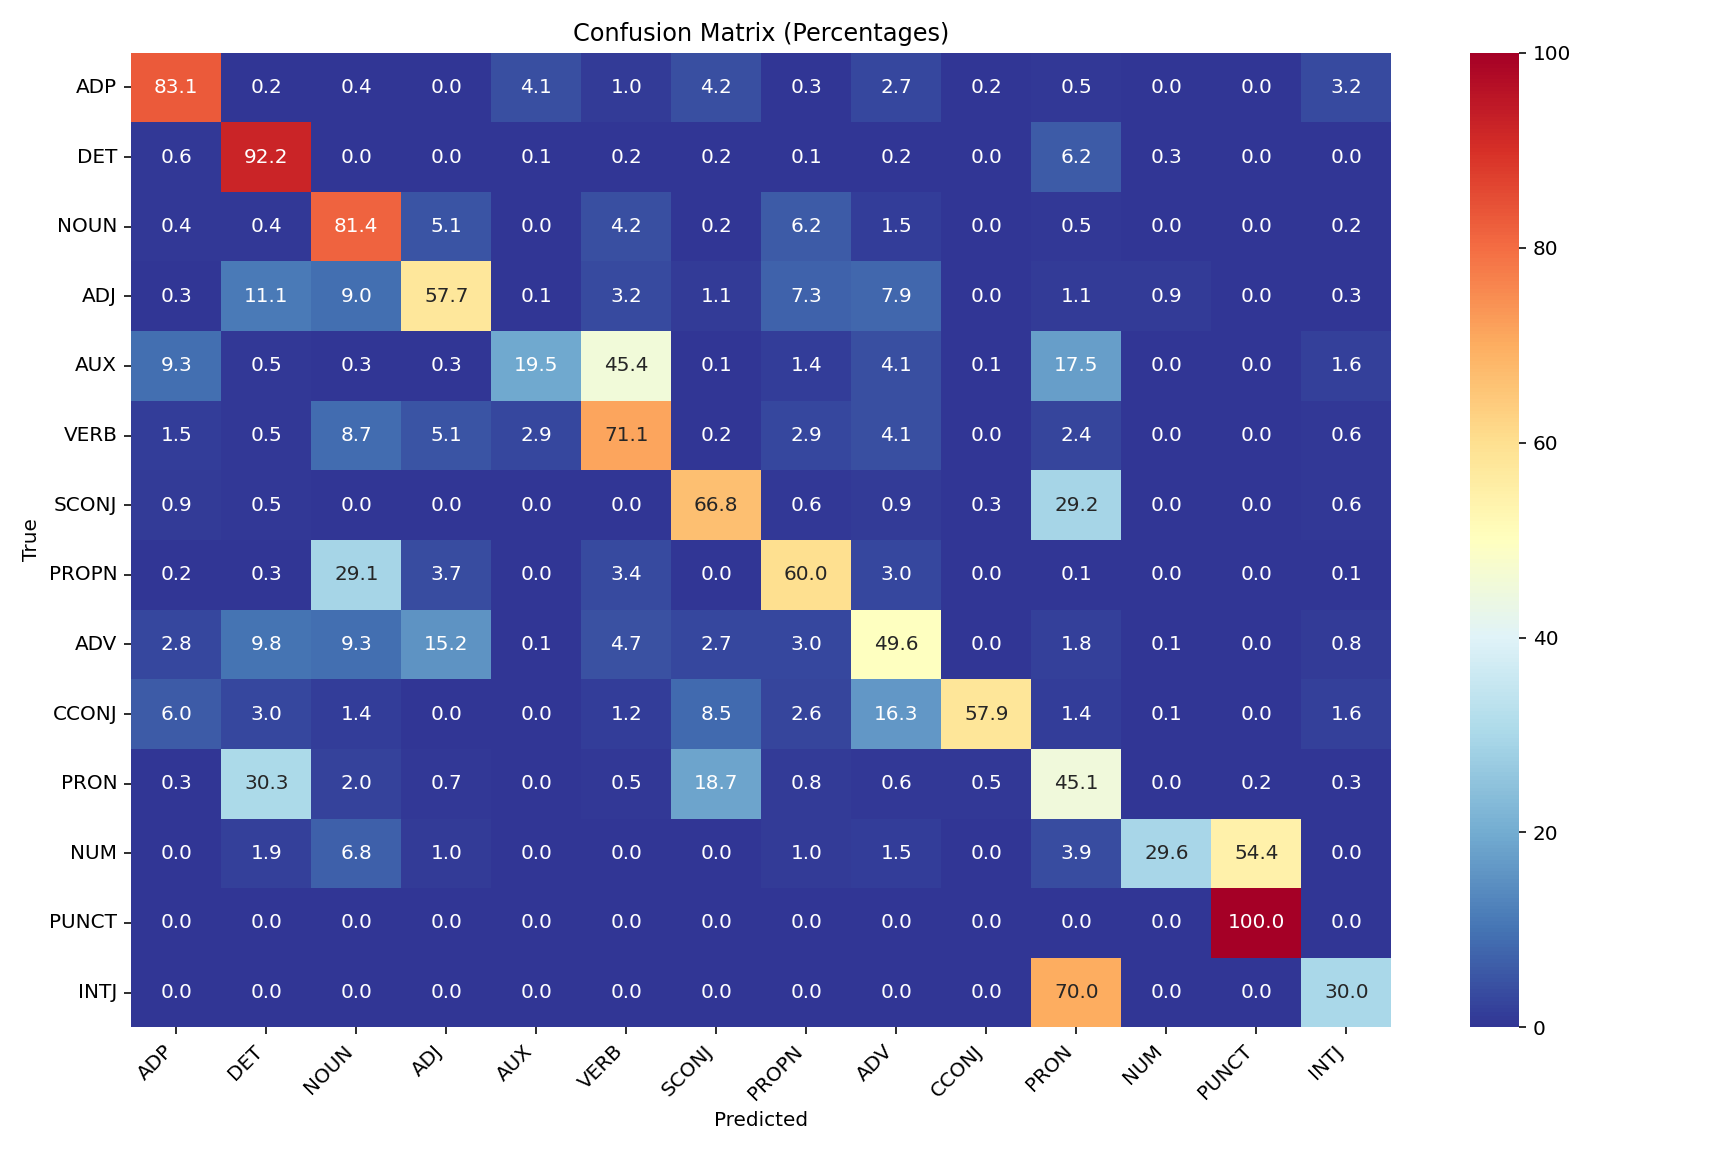 Confusion Matrix (Percentages)
ADP 83.1 0.2 0.4 0.0 4.1 1.0 4.2 0.3 2.7 0.2 0.5 0.0 0.0 3.2
DET 0.6 92.2 0.0 0.0 0.1 0.2 0.2 0.1 0.2 0.0 6.2 0.3 0.0 0.0
NOUN 0.4 0.4 81.4 5.1 0.0 4.2 0.2 6.2 1.5 0.0 0.5 0.0 0.0 0.2
ADJ 0.3 11.1 9.0 57.7 0.1 3.2 1.1 7.3 7.9 0.0 1.1 0.9 0.0 0.3
AUX 9.3 0.5 0.3 0.3 19.5 45.4 0.1 1.4 4.1 0.1 17.5 0.0 0.0 1.6
VERB 1.5 0.5 8.7 5.1 2.9 71.1 0.2 2.9 4.1 0.0 2.4 0.0 0.0 0.6
SCONJ 0.9 0.5 0.0 0.0 0.0 0.0 66.8 0.6 0.9 0.3 29.2 0.0 0.0 0.6
PROPN 0.2 0.3 29.1 3.7 0.0 3.4 0.0 60.0 3.0 0.0 0.1 0.0 0.0 0.1
ADV 2.8 9.8 9.3 15.2 0.1 4.7 2.7 3.0 49.6 0.0 1.8 0.1 0.0 0.8
CCONJ 6.0 3.0 1.4 0.0 0.0 1.2 8.5 2.6 16.3 57.9 1.4 0.1 0.0 1.6
PRON 0.3 30.3 2.0 0.7 0.0 0.5 18.7 0.8 0.6 0.5 45.1 0.0 0.2 0.3
NUM 0.0 1.9 6.8 1.0 0.0 0.0 0.0 1.0 1.5 0.0 3.9 29.6 54.4 0.0
PUNCT 0.0 0.0 0.0 0.0 0.0 0.0 0.0 0.0 0.0 0.0 0.0 0.0 100.0 0.0
INTJ 0.0 0.0 0.0 0.0 0.0 0.0 0.0 0.0 0.0 0.0 70.0 0.0 0.0 30.0
ADP DET NOUN ADJ AUX VERB SCONJ PROPN ADV CCONJ PRON NUM PUNCT INTJ
Predicted
True
100
80
60
40
20
0